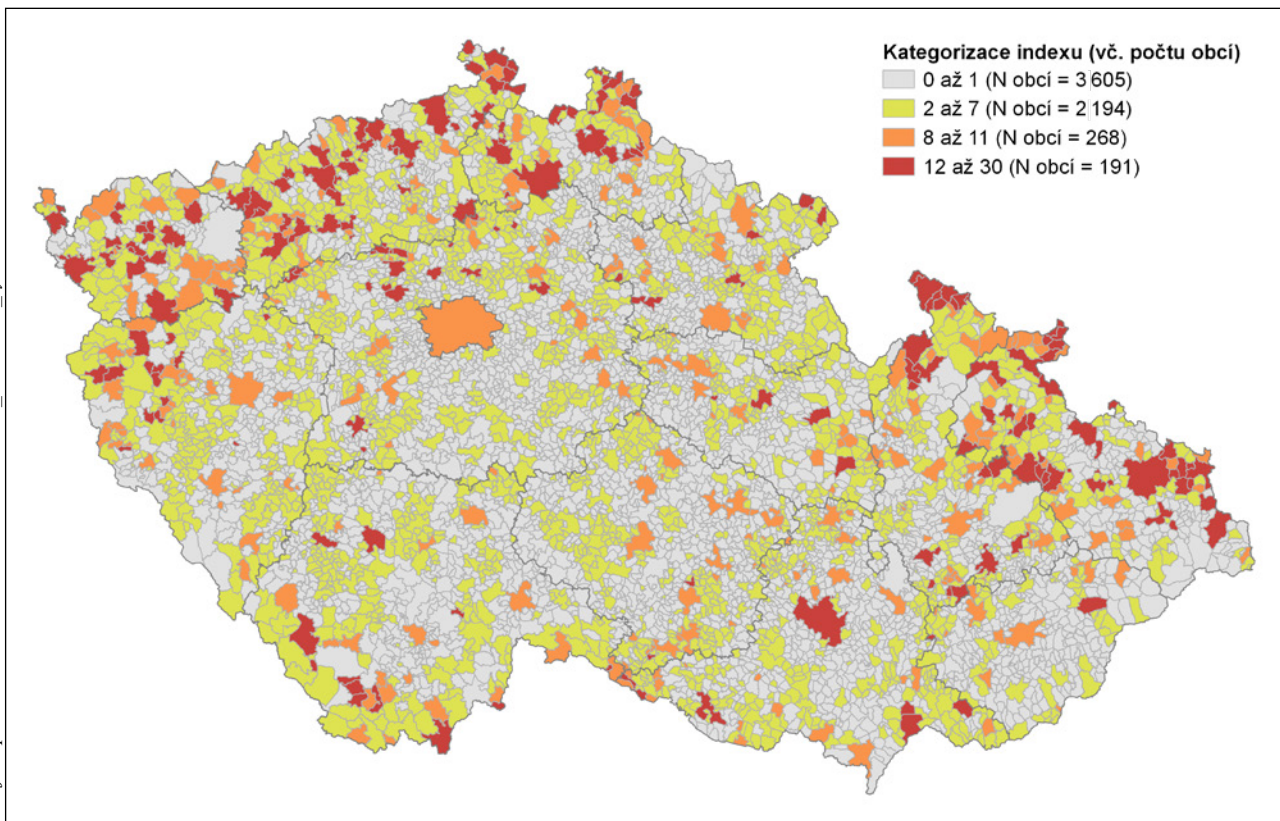 Kategorizace indexu (vč. počtu obcí)
0 až 1 (N obcí = 3 605)
2 až 7 (N obcí = 2 194)
8 až 11 (N obcí = 268)
12 až 30 (N obcí = 191)